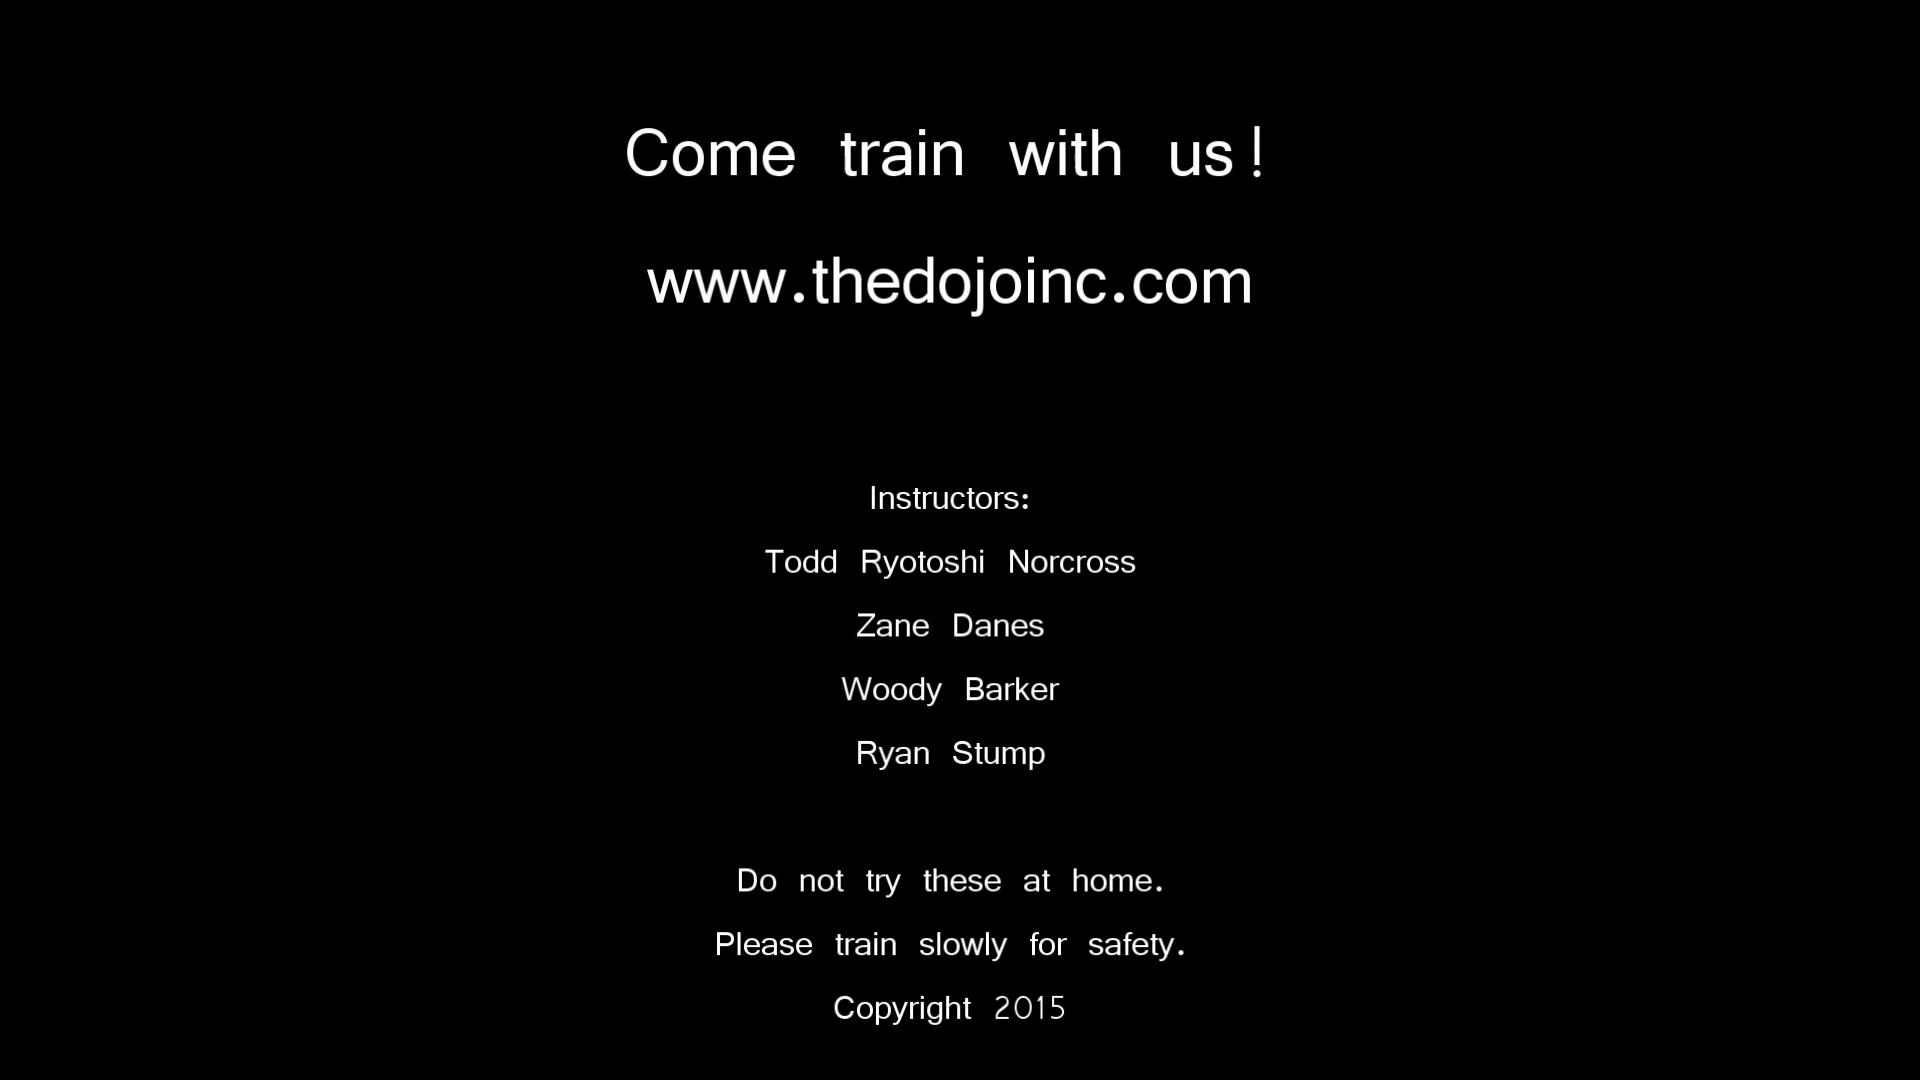 Come train with us!
www.thedojoinc.com
Instructors:
Todd Ryotoshi Norcross
Zane Danes
Woody Barker
Ryan Stump
Do not try these at home.
Please train slowly for safety.
Copyright 2015